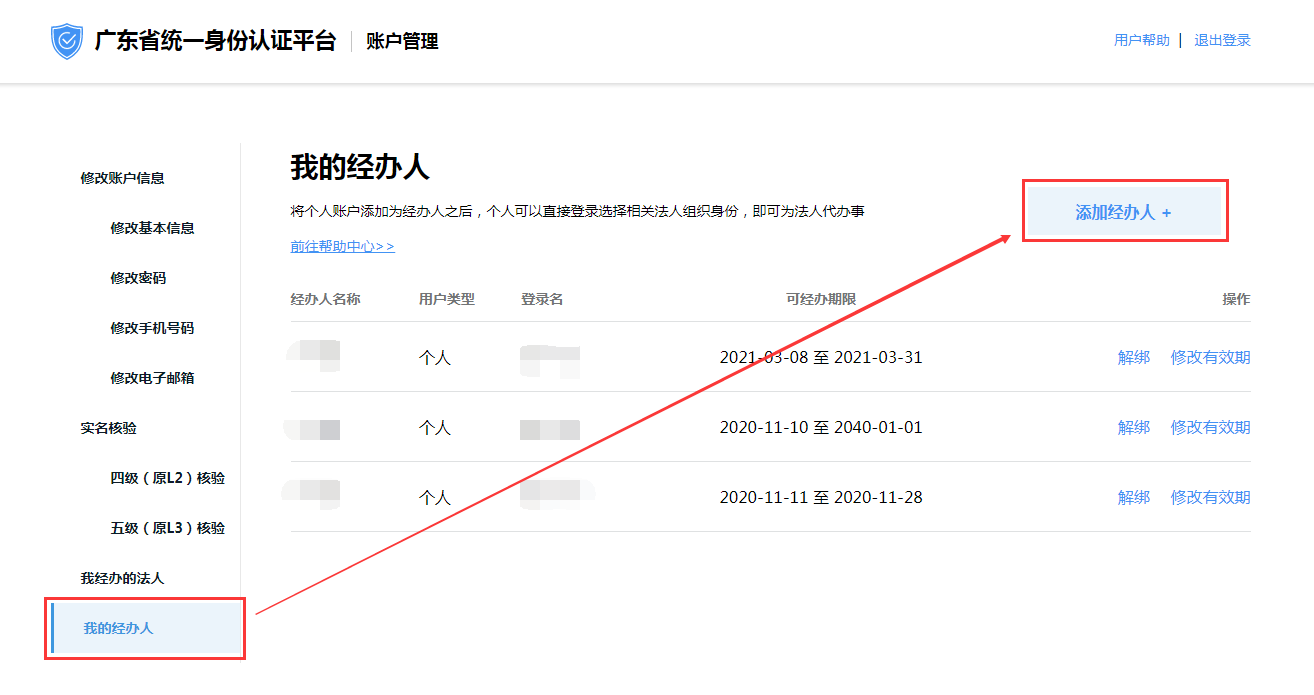 广东省统一身份认证平台 账户管理
用户帮助 | 退出登录
修改账户信息
修改基本信息
修改密码
修改手机号码
修改电子邮箱
实名核验
四级（原L2）核验
五级（原L3）核验
我经办的法人
我的经办人
我的经办人
将个人账户添加为经办人之后，个人可以直接登录选择相关法人组织身份，即可为法人代办事
前往帮助中心>>
添加经办人 +
经办人名称 用户类型 登录名 可经办期限 操作
个人 2021-03-08 至 2021-03-31 解绑 修改有效期
个人 2020-11-10 至 2040-01-01 解绑 修改有效期
个人 2020-11-11 至 2020-11-28 解绑 修改有效期